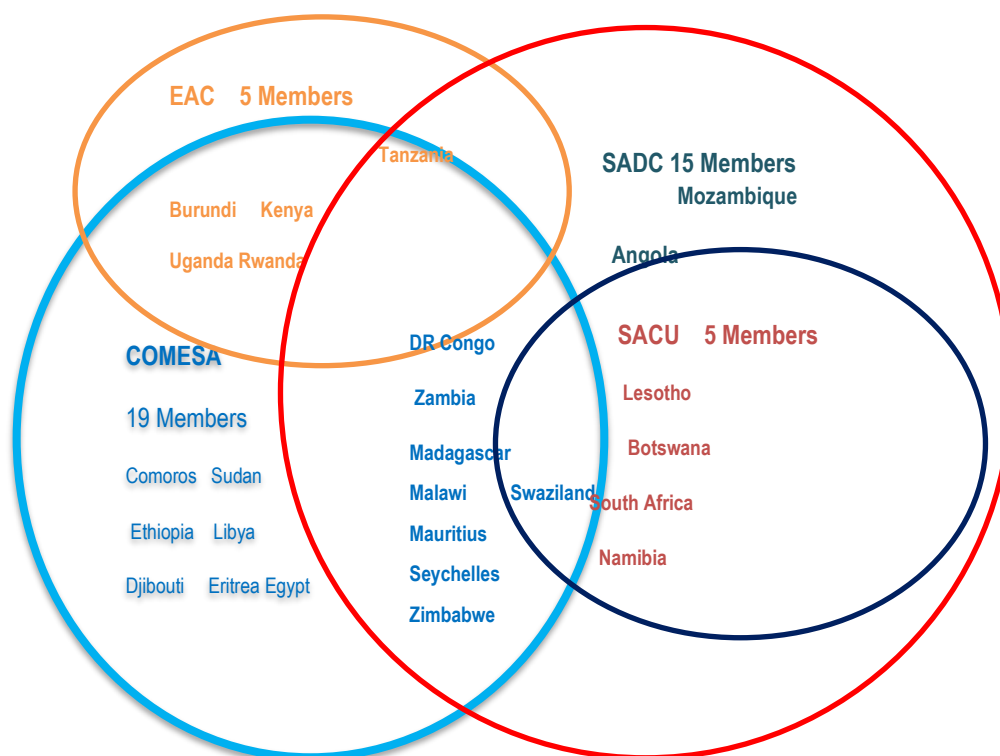 EAC 5 Members
Tanzania
Burundi Kenya
Uganda Rwanda
SADC 15 Members
Mozambique
Angola
COMESA
19 Members
Comoros Sudan
Ethiopia Libya
Djibouti Eritrea Egypt
DR Congo
Zambia
Madagascar
Malawi Swaziland
Mauritius
Seychelles
Zimbabwe
SACU 5 Members
Lesotho
Botswana
South Africa
Namibia